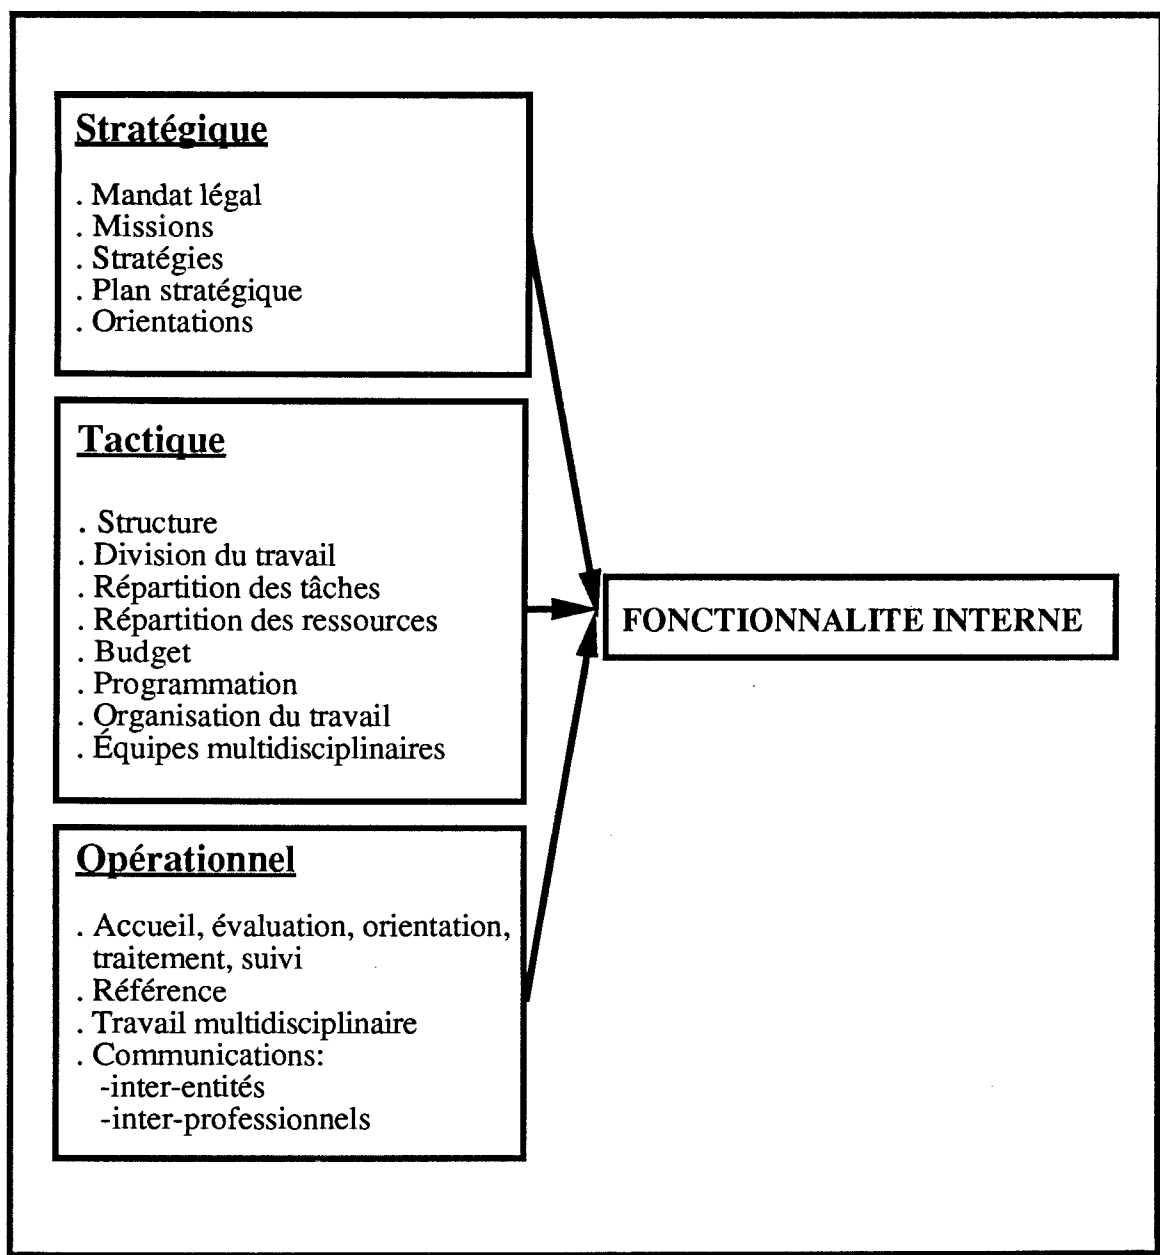 Stratégique
. Mandat légal
. Missions
. Stratégies
. Plan stratégique
. Orientations
Tactique
. Structure
. Division du travail
. Répartition des tâches
. Répartition des ressources
. Budget
. Programmation
. Organisation du travail
. Équipes multidisciplinaires
Opérationnel
. Accueil, évaluation, orientation,
traitement, suivi
. Référence
. Travail multidisciplinaire
. Communications:
-inter-entités
-inter-professionnels
FONCTIONNALITE INTERNE